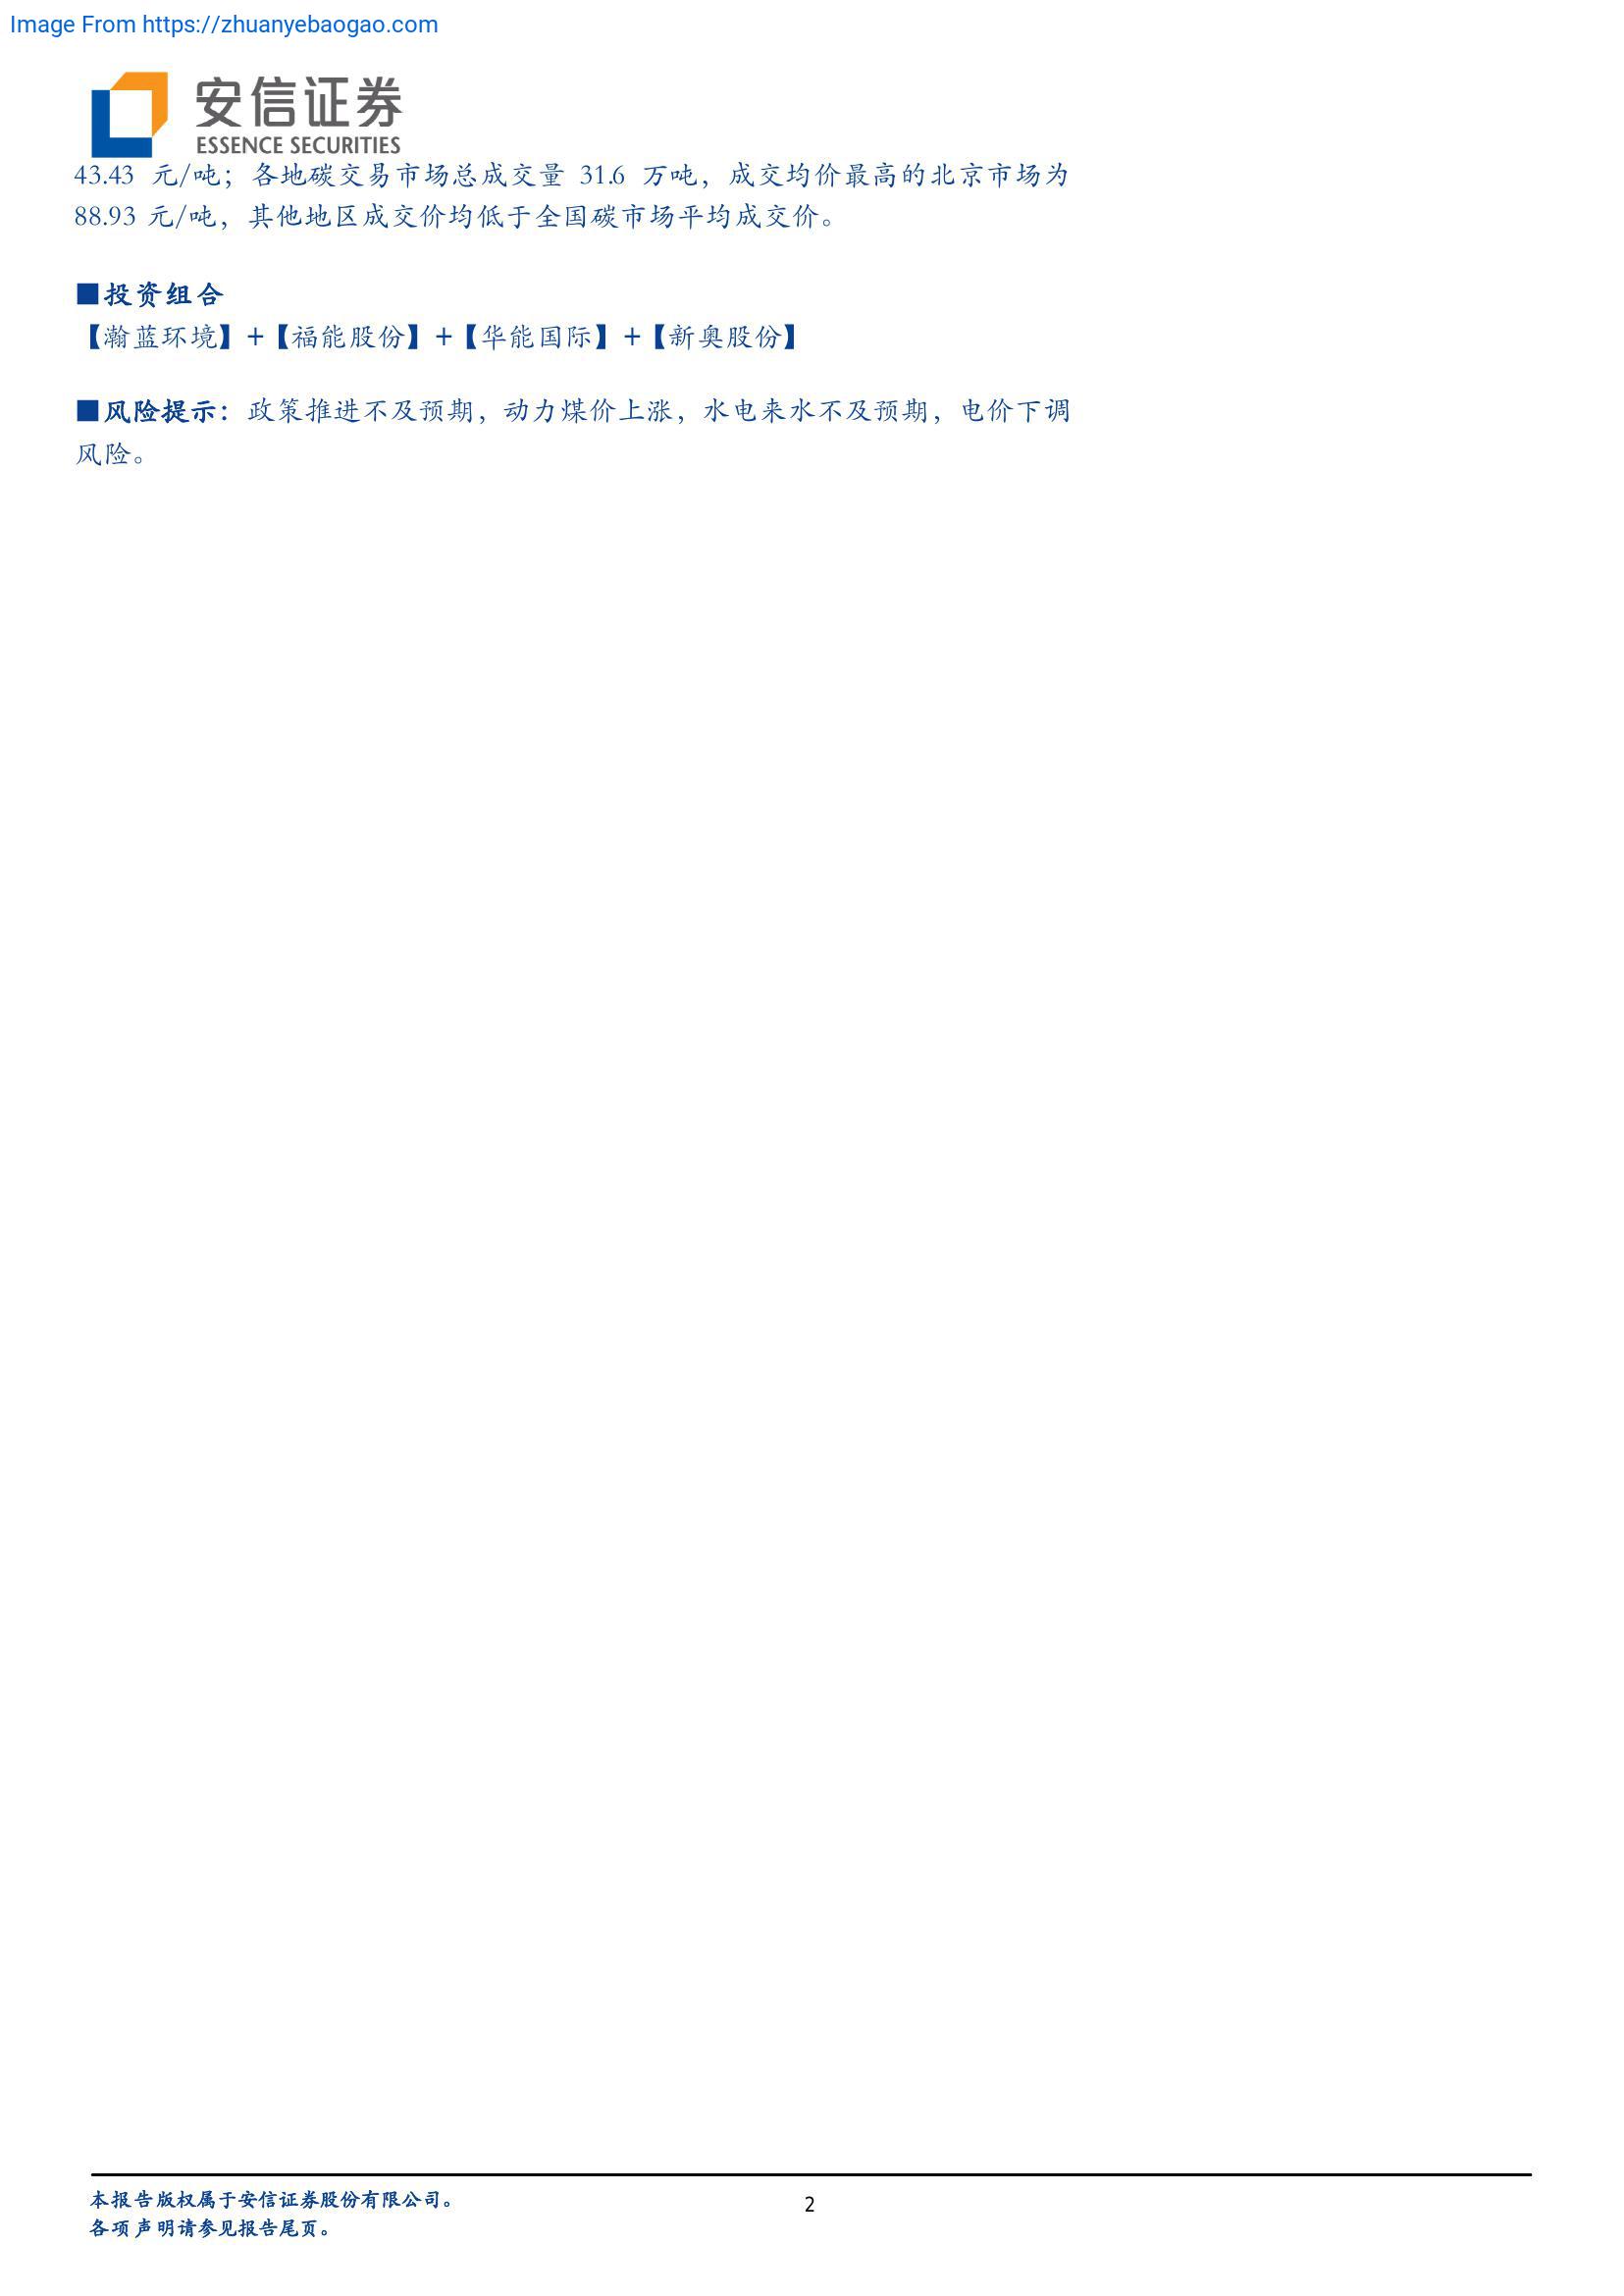 Image From https://zhuanyebaogao.com
安信证券
ESSENCE SECURITIES
43.43 元/吨；各地碳交易市场总成交量 31.6 万吨，成交均价最高的北京市场为
88.93 元/吨，其他地区成交价均低于全国碳市场平均成交价。
■投资组合
【瀚蓝环境】+【福能股份】+【华能国际】+【新奥股份】
■风险提示：政策推进不及预期，动力煤价上涨，水电来水不及预期，电价下调
风险。
本报告版权属于安信证券股份有限公司。
2
各项声明请参见报告尾页。